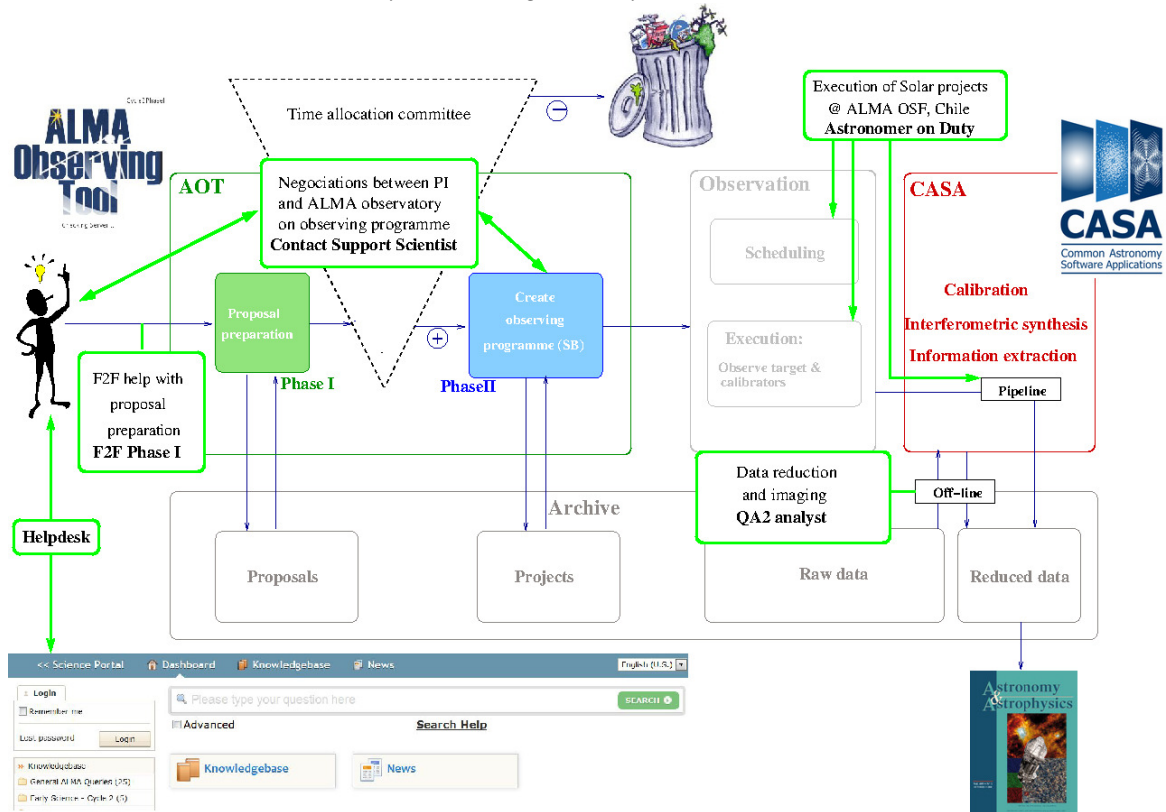 Cycle2 Phase I
ALMA
Observing
Tool
Checking Server...
Time allocation committee
−
Execution of Solar projects
@ ALMA OSF, Chile
Astronomer on Duty
CASA
Common Astronomy
Software Applications
AOT
Negociations between PI
and ALMA observatory
on observing programme
Contact Support Scientist
Observation
Scheduling
CASA
Calibration
Interferometric synthesis
Information extraction
Pipeline
Proposal
preparation
Phase I
+
Create
observing
programme (SB)
PhaseII
Execution:
Observe target &
calibrators
F2F help with
proposal
preparation
F2F Phase I
Data reduction
and imaging
QA2 analyst
Off-line
Helpdesk
Archive
Proposals
Projects
Raw data
Reduced data
<< Science Portal
Dashboard
Knowledgebase
News
English (U.S.)
Login
Remember me
Lost password
Login
Please type your question here
SEARCH
Advanced
Search Help
Knowledgebase
General ALMA Queries (25)
Early Science - Cycle 2 (5)
Knowledgebase
News
Astronomy
&
Astrophysics